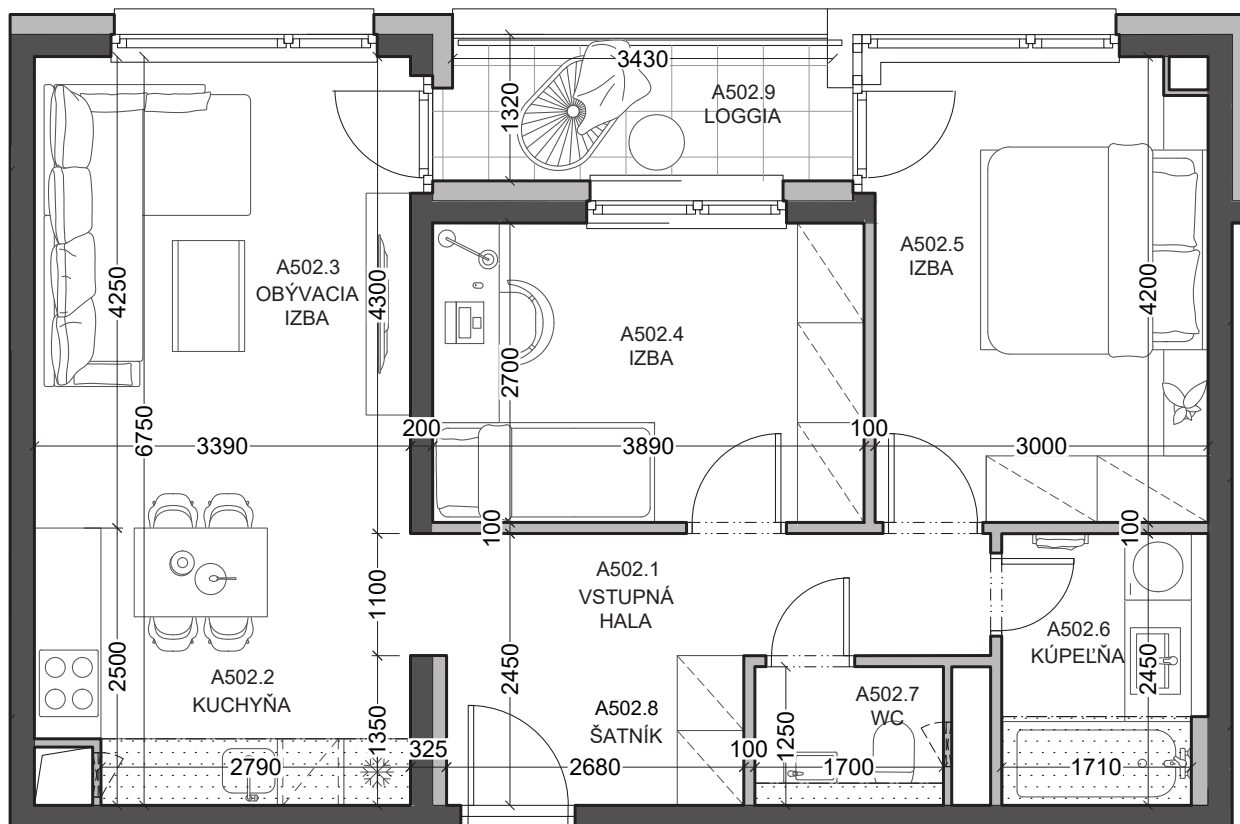 3430
1320
A502.9
LOGGIA
A502.3
OBÝVACIA
IZBA
4250
6750
4300
A502.4
IZBA
2700
A502.5
IZBA
4200
3390
200
3890
100
3000
100
100
A502.1
VSTUPNÁ
HALA
1100
2450
A502.6
KÚPEĽŇA
2450
A502.2
KUCHYŇA
2500
1350
A502.8
ŠATNÍK
A502.7
WC
1250
2790
325
2680
100
1700
1710